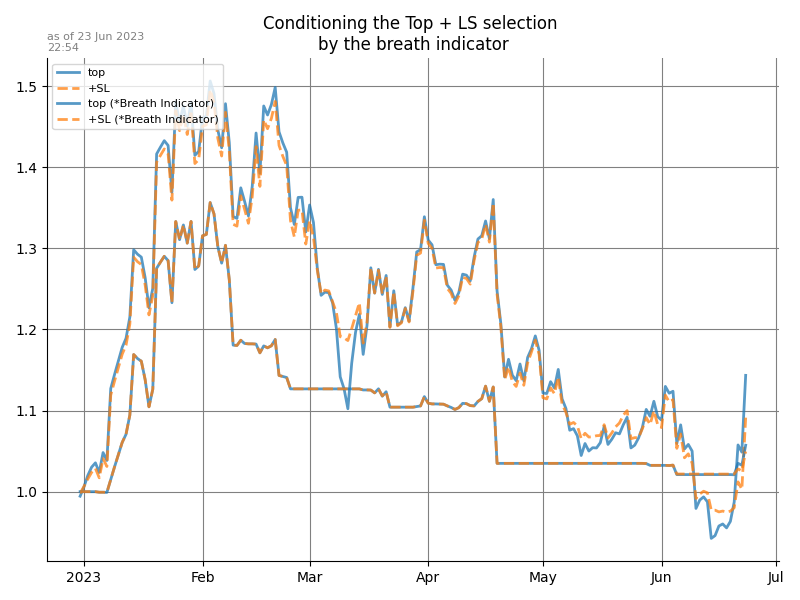 Conditioning the Top + LS selection
by the breath indicator
as of 23 Jun 2023
22:54
top
+SL
top (*Breath Indicator)
+SL (*Breath Indicator)
1.5
1.4
1.3
1.2
1.1
1.0
2023 Feb Mar Apr May Jun Jul